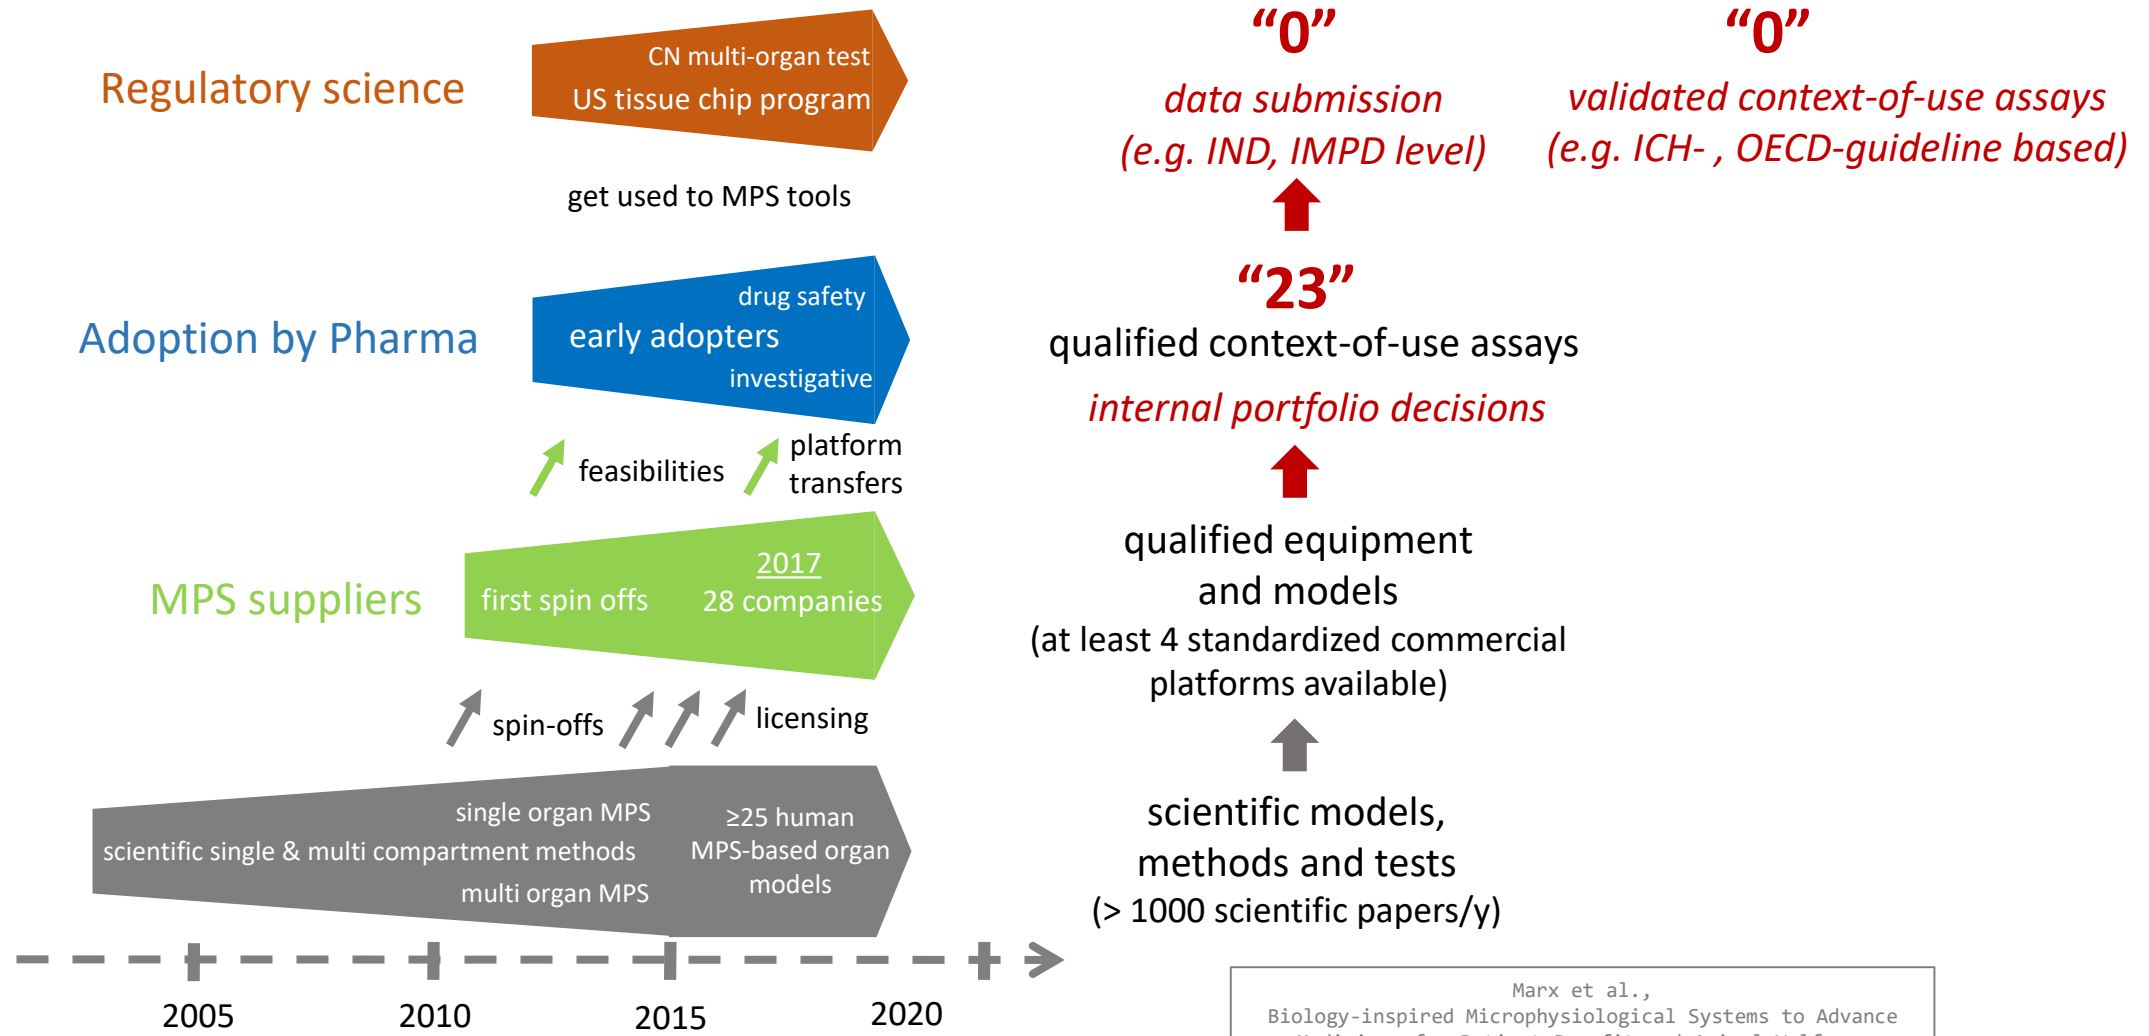 Regulatory science
CN multi-organ test
US tissue chip program
get used to MPS tools
Adoption by Pharma
drug safety
early adopters
investigative
feasibilities
platform
transfers
MPS suppliers
first spin offs
2017
28 companies
spin-offs
licensing
single organ MPS
scientific single & multi compartment methods
multi organ MPS
≥25 human
MPS-based organ
models
2005
2010
2015
2020
“0”
data submission
(e.g. IND, IMPD level)
“0”
validated context-of-use assays
(e.g. ICH- , OECD-guideline based)
“23”
qualified context-of-use assays
internal portfolio decisions
qualified equipment
and models
(at least 4 standardized commercial
platforms available)
scientific models,
methods and tests
(> 1000 scientific papers/y)
Marx et al.,
Biology-inspired Microphysiological Systems to Advance